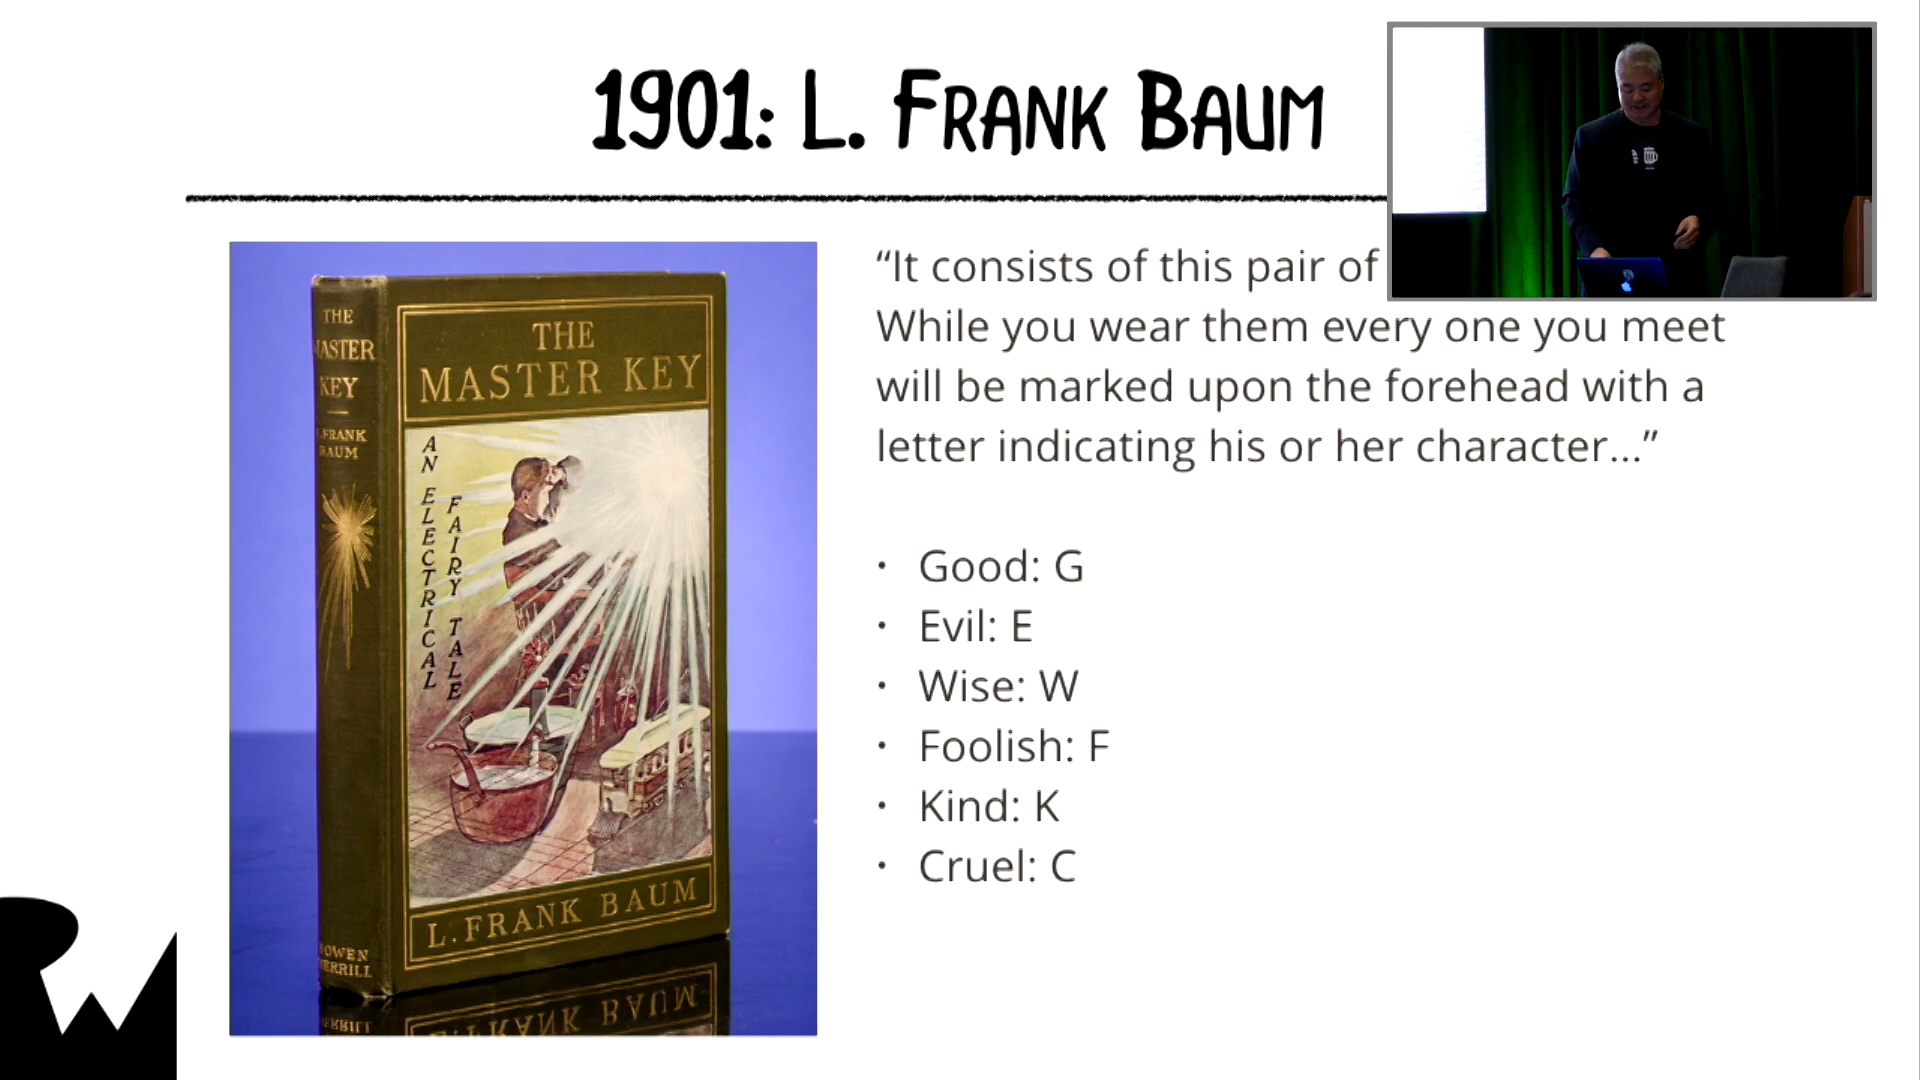 1901: L. FRANK BAUM
“It consists of this pair of
While you wear them every one you meet
will be marked upon the forehead with a
letter indicating his or her character...”
• Good: G
• Evil: E
• Wise: W
• Foolish: F
• Kind: K
• Cruel: C
THE
MASTER KEY
AN ELECTRICAL
FAIRY TALE
L. FRANK BAUM
THE
MASTER
KEY
L. FRANK
BAUM
BOWEN
MERRILL
RW